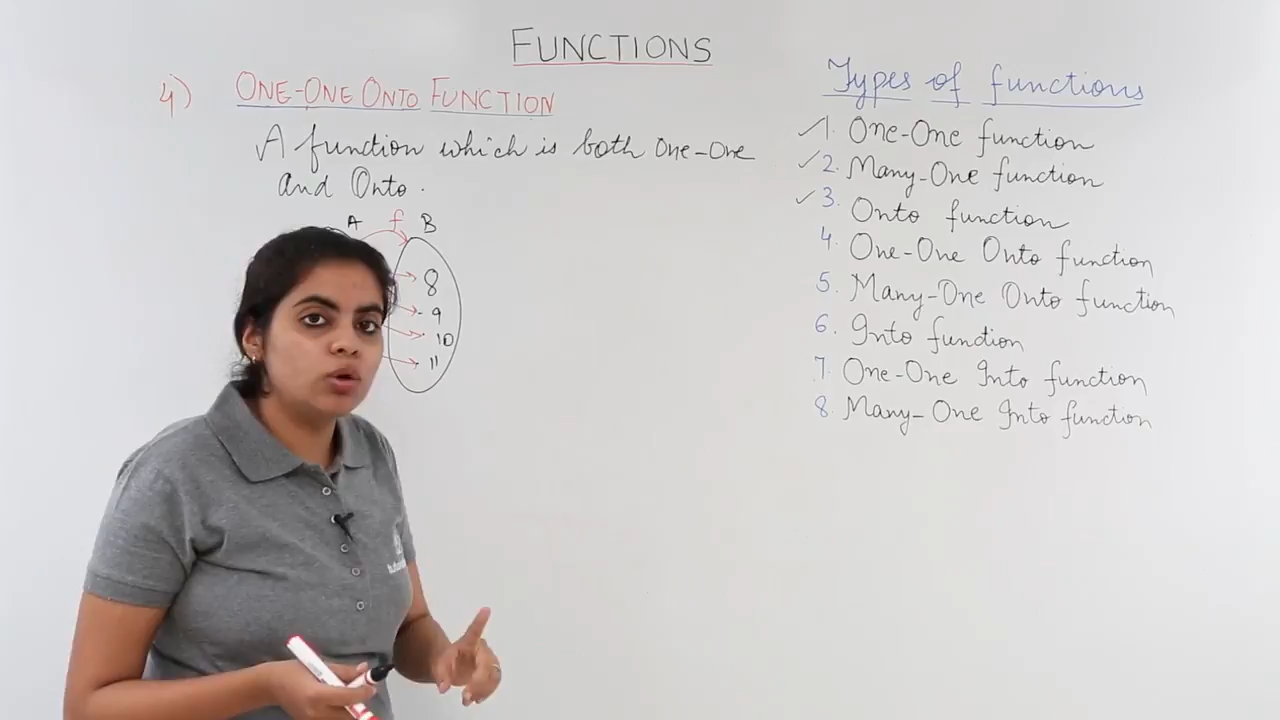 FUNCTIONS
4) ONE-ONE ONTO FUNCTION
A function which is both One-One
and Onto.
A f B
8
9
10
11
Types of functions
1. One-One function
2. Many-One function
3. Onto function
4. One-One Onto function
5. Many-One Onto function
6. Into function
7. One-One Into function
8. Many-One Into function